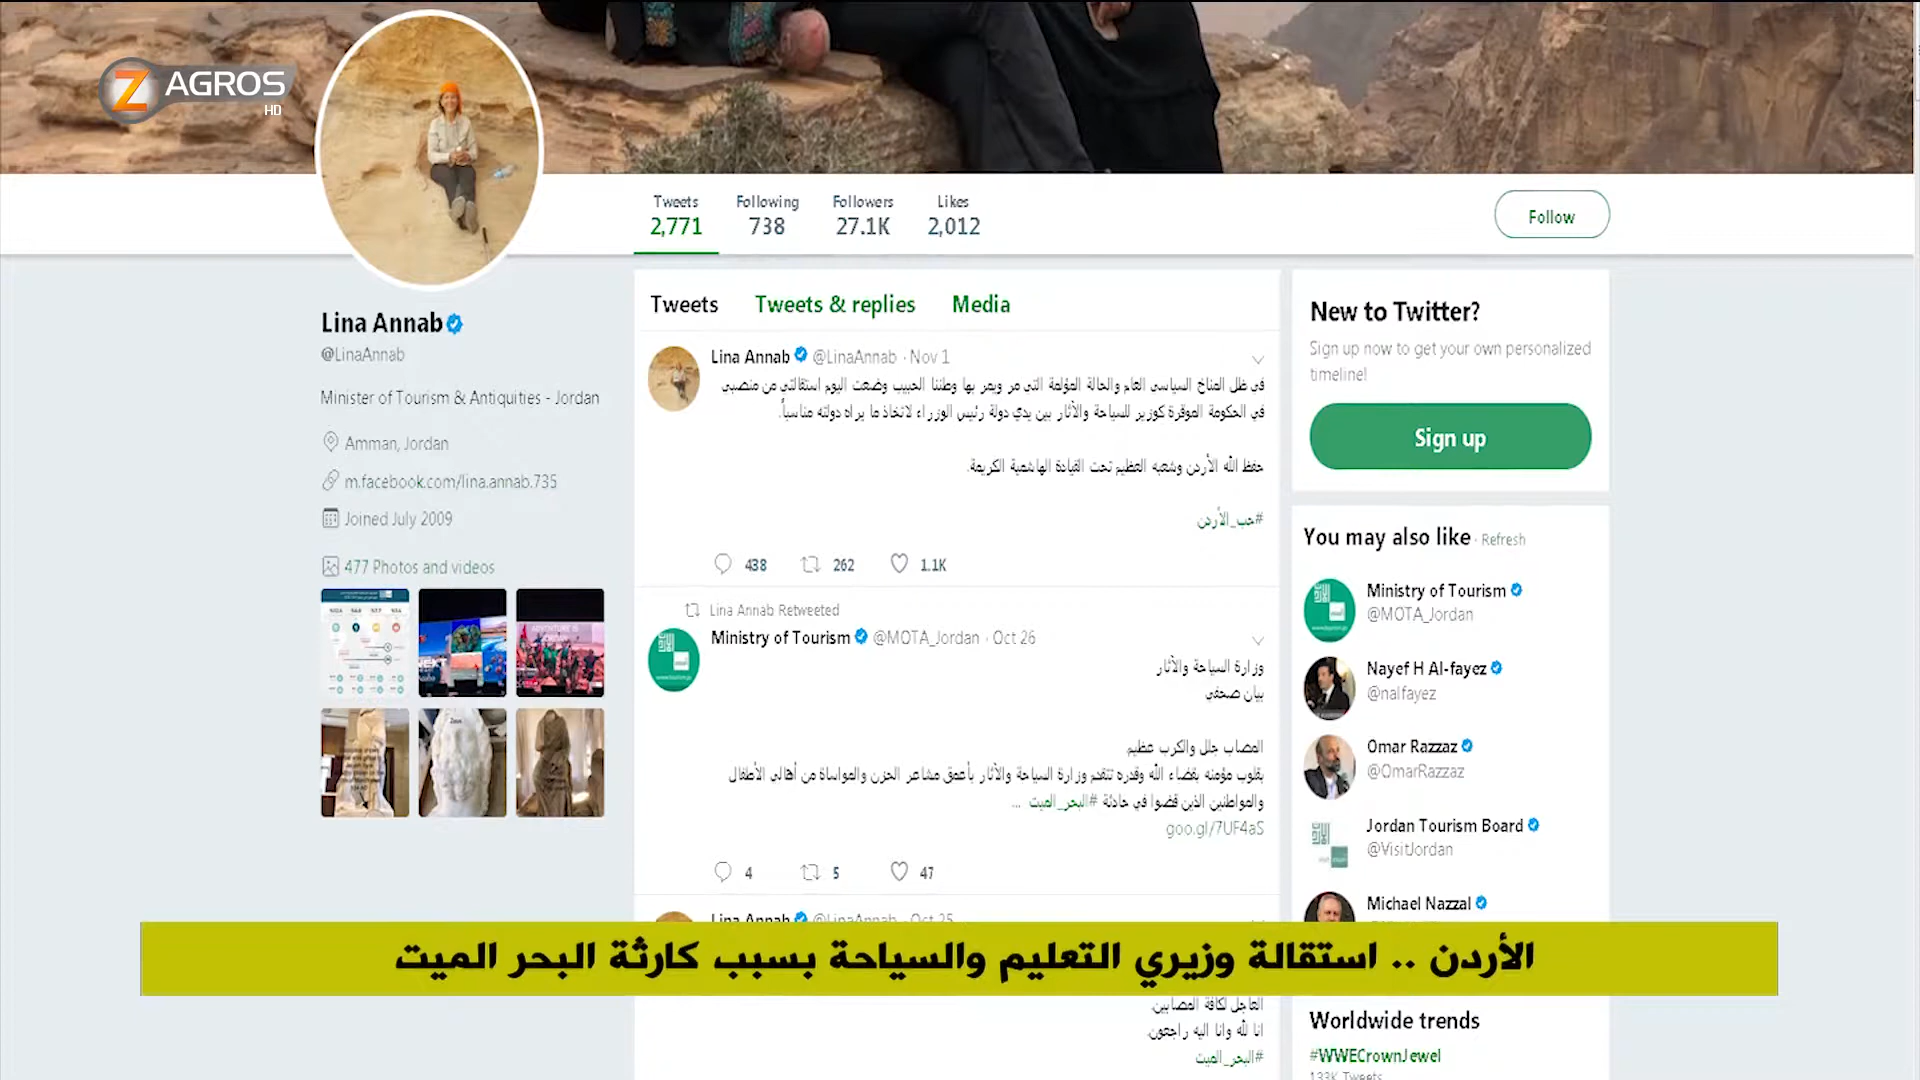 Z AGROS
HD
Tweets
2,771
Following
738
Followers
27.1K
Likes
2,012
Follow
Lina Annab
@LinaAnnab
Minister of Tourism & Antiquities - Jordan
Amman, Jordan
m.facebook.com/lina.annab.735
Joined July 2009
477 Photos and videos
Tweets
Tweets & replies
Media
Lina Annab @LinaAnnab · Nov 1
في ظل المناخ السياسي العام والحالة المؤلمة التي مر ويمر بها وطننا الحبيب وضعت اليوم استقالتي من منصبي
في الحكومة الموقرة كوزير للسياحة والآثار بين يدي دولة رئيس الوزراء لاتخاذ ما يراه دولته مناسباً.
حفظ الله الأردن وشعبه العظيم تحت القيادة الهاشمية الكريمة.
#حب_الأردن
438 262 1.1K
Lina Annab Retweeted
Ministry of Tourism @MOTA_Jordan · Oct 26
وزارة السياحة والآثار
بيان صحفي
المصاب جلل والكرب عظيم
بقلوب مؤمنه بقضاء الله وقدره تتقدم وزارة السياحة والآثار بأعمق مشاعر الحزن والمواساة من أهالي الأطفال
والمواطنين الذين قضوا في حادثة #البحر_الميت ...
goo.gl/7UF4aS
4 5 47
Lina Annab @LinaAnnab · Oct 25
العاجل لكافة المصابين.
انا لله وانا اليه راجعون.
#البحر_الميت
New to Twitter?
Sign up now to get your own personalized
timeline!
Sign up
You may also like · Refresh
Ministry of Tourism
@MOTA_Jordan
Nayef H Al-fayez
@nalfayez
Omar Razzaz
@OmarRazzaz
Jordan Tourism Board
@VisitJordan
Michael Nazzal
Worldwide trends
#WWECrownJewel
133K Tweets
الأردن .. استقالة وزيري التعليم والسياحة بسبب كارثة البحر الميت